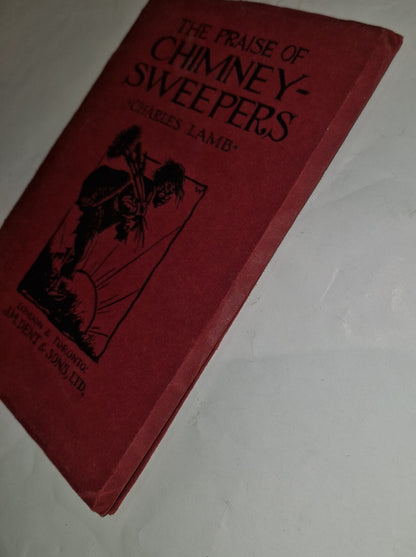 THE PRAISE OF
CHIMNEY-
SWEEPERS
·CHARLES LAMB·
LONDON & TORONTO:
J.M. DENT & SONS, LTD.